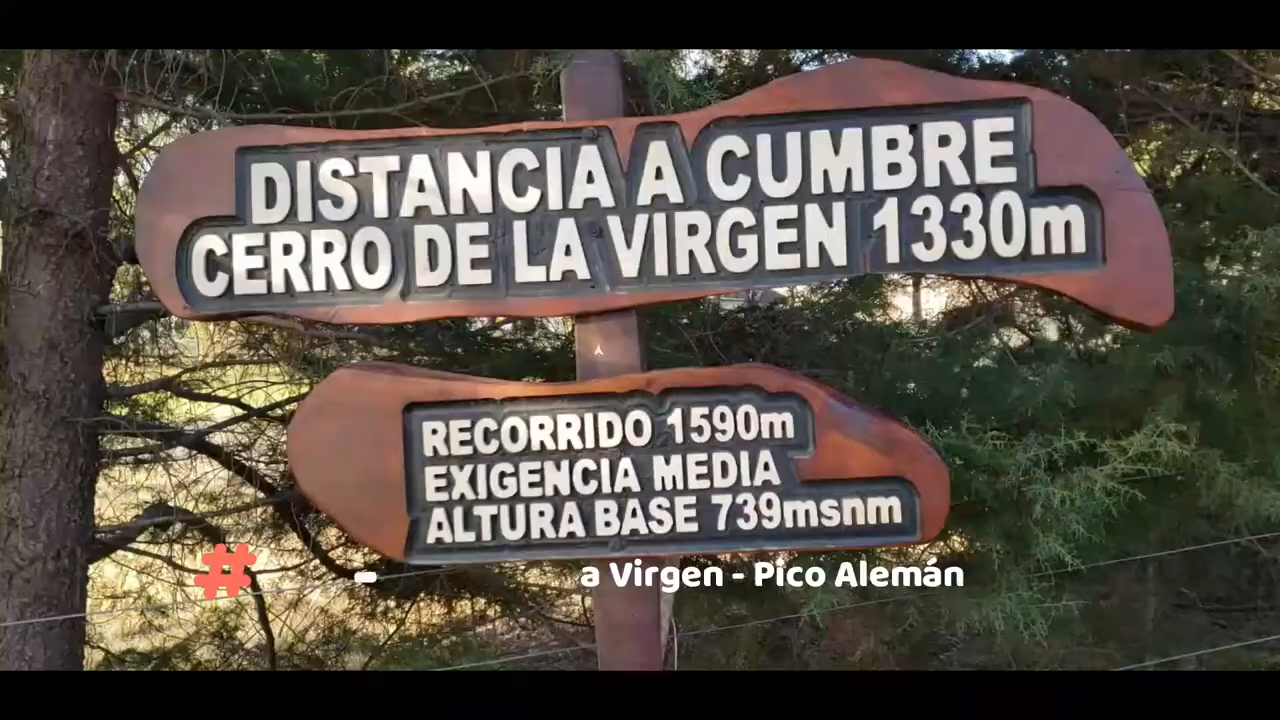 DISTANCIA A CUMBRE
CERRO DE LA VIRGEN 1330m
RECORRIDO 1590m
EXIGENCIA MEDIA
ALTURA BASE 739msnm
# - a Virgen - Pico Alemán